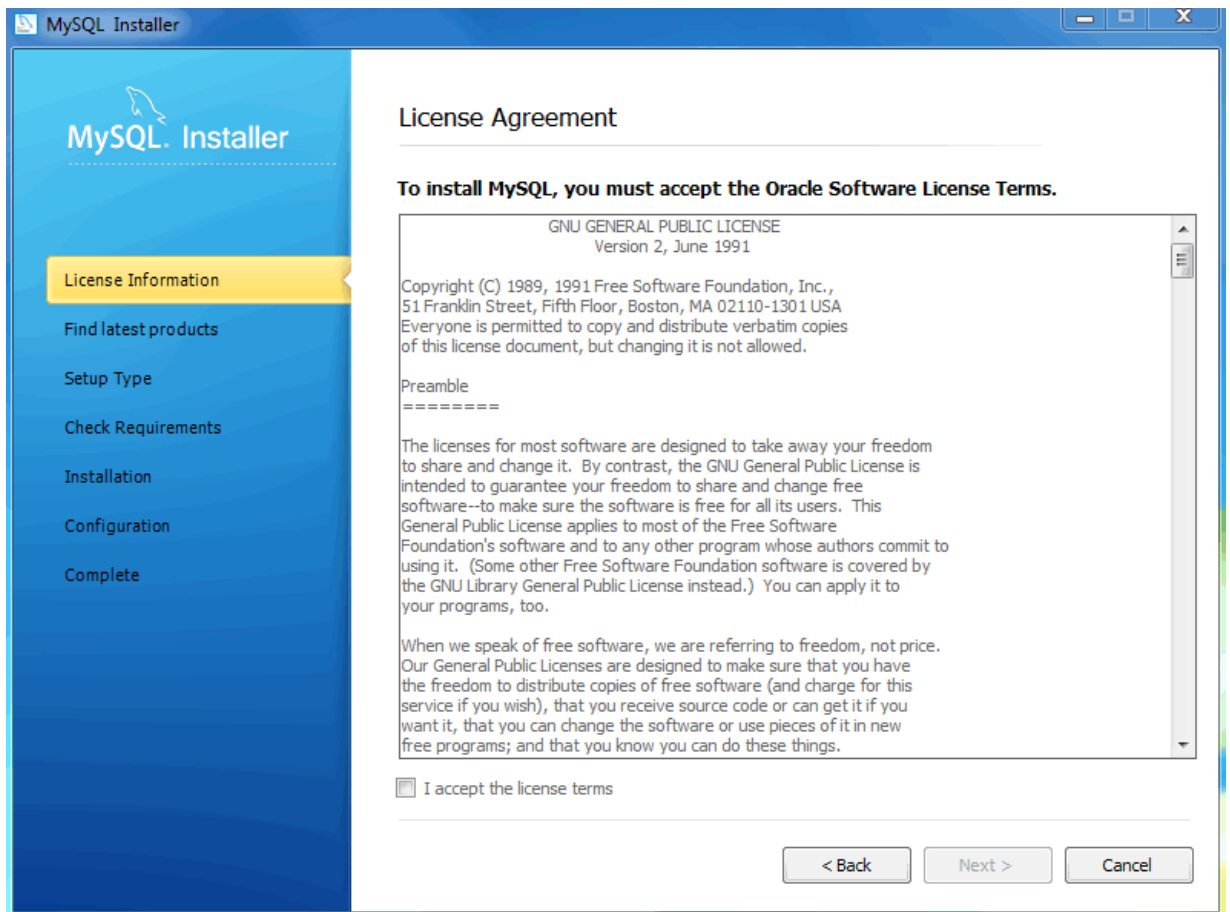 MySQL Installer
MySQL. Installer
License Information
Find latest products
Setup Type
Check Requirements
Installation
Configuration
Complete
License Agreement
To install MySQL, you must accept the Oracle Software License Terms.
GNU GENERAL PUBLIC LICENSE
Version 2, June 1991
Copyright (C) 1989, 1991 Free Software Foundation, Inc.,
51 Franklin Street, Fifth Floor, Boston, MA 02110-1301 USA
Everyone is permitted to copy and distribute verbatim copies
of this license document, but changing it is not allowed.
Preamble
========
The licenses for most software are designed to take away your freedom
to share and change it. By contrast, the GNU General Public License is
intended to guarantee your freedom to share and change free
software--to make sure the software is free for all its users. This
General Public License applies to most of the Free Software
Foundation's software and to any other program whose authors commit to
using it. (Some other Free Software Foundation software is covered by
the GNU Library General Public License instead.) You can apply it to
your programs, too.
When we speak of free software, we are referring to freedom, not price.
Our General Public Licenses are designed to make sure that you have
the freedom to distribute copies of free software (and charge for this
service if you wish), that you receive source code or can get it if you
want it, that you can change the software or use pieces of it in new
free programs; and that you know you can do these things.
I accept the license terms
< Back
Next >
Cancel